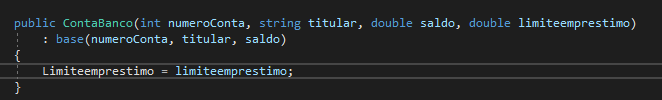 public ContaBanco(int numeroConta, string titular, double saldo, double limiteemprestimo)
: base(numeroConta, titular, saldo)
{
Limiteemprestimo = limiteemprestimo;
}